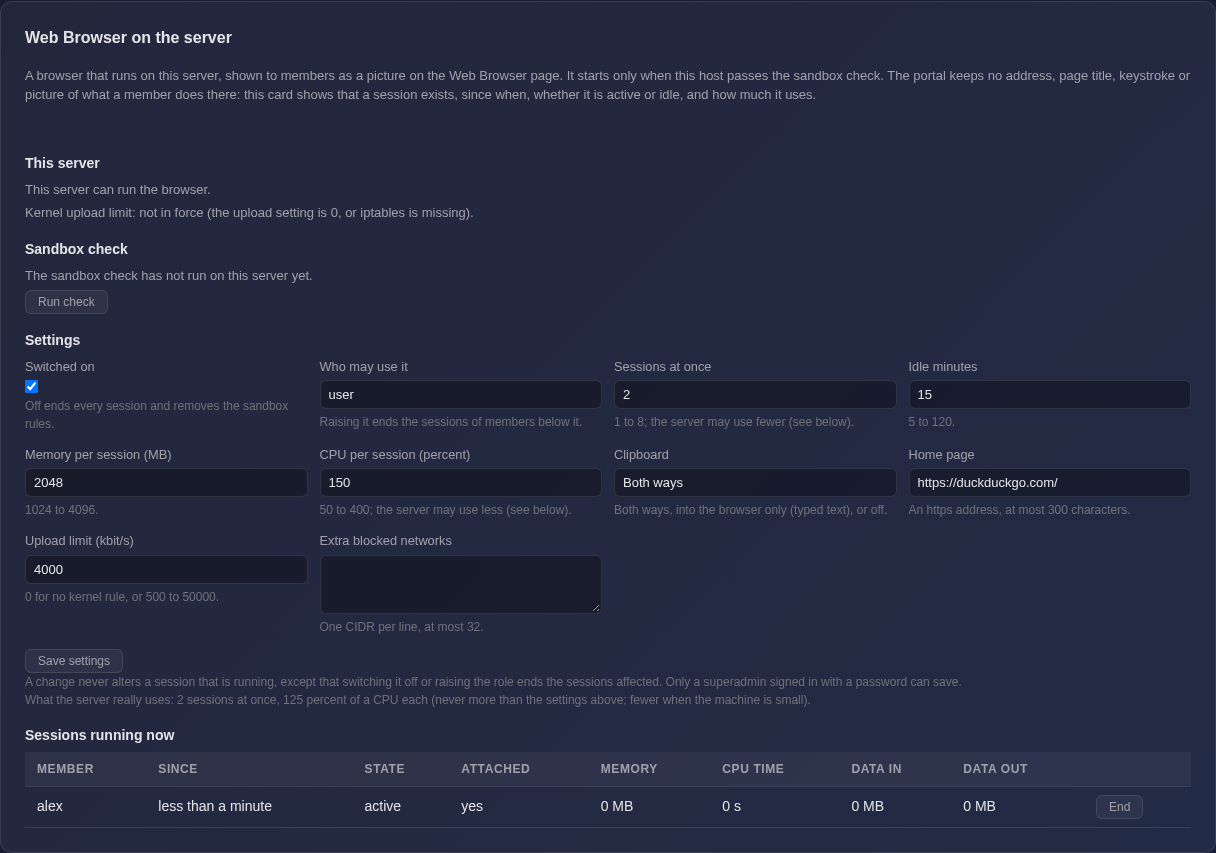 Web Browser on the server
A browser that runs on this server, shown to members as a picture on the Web Browser page. It starts only when this host passes the sandbox check. The portal keeps no address, page title, keystroke or
picture of what a member does there: this card shows that a session exists, since when, whether it is active or idle, and how much it uses.
This server
This server can run the browser.
Kernel upload limit: not in force (the upload setting is 0, or iptables is missing).
Sandbox check
The sandbox check has not run on this server yet.
Run check
Settings
Switched on Who may use it Sessions at once Idle minutes
user 2 15
Off ends every session and removes the sandbox Raising it ends the sessions of members below it. 1 to 8; the server may use fewer (see below). 5 to 120.
rules.
Memory per session (MB) CPU per session (percent) Clipboard Home page
2048 150 Both ways https://duckduckgo.com/
1024 to 4096. 50 to 400; the server may use less (see below). Both ways, into the browser only (typed text), or off. An https address, at most 300 characters.
Upload limit (kbit/s) Extra blocked networks
4000
0 for no kernel rule, or 500 to 50000.
One CIDR per line, at most 32.
Save settings
A change never alters a session that is running, except that switching it off or raising the role ends the sessions affected. Only a superadmin signed in with a password can save.
What the server really uses: 2 sessions at once, 125 percent of a CPU each (never more than the settings above; fewer when the machine is small).
Sessions running now
MEMBER SINCE STATE ATTACHED MEMORY CPU TIME DATA IN DATA OUT
alex less than a minute active yes 0 MB 0 s 0 MB 0 MB End